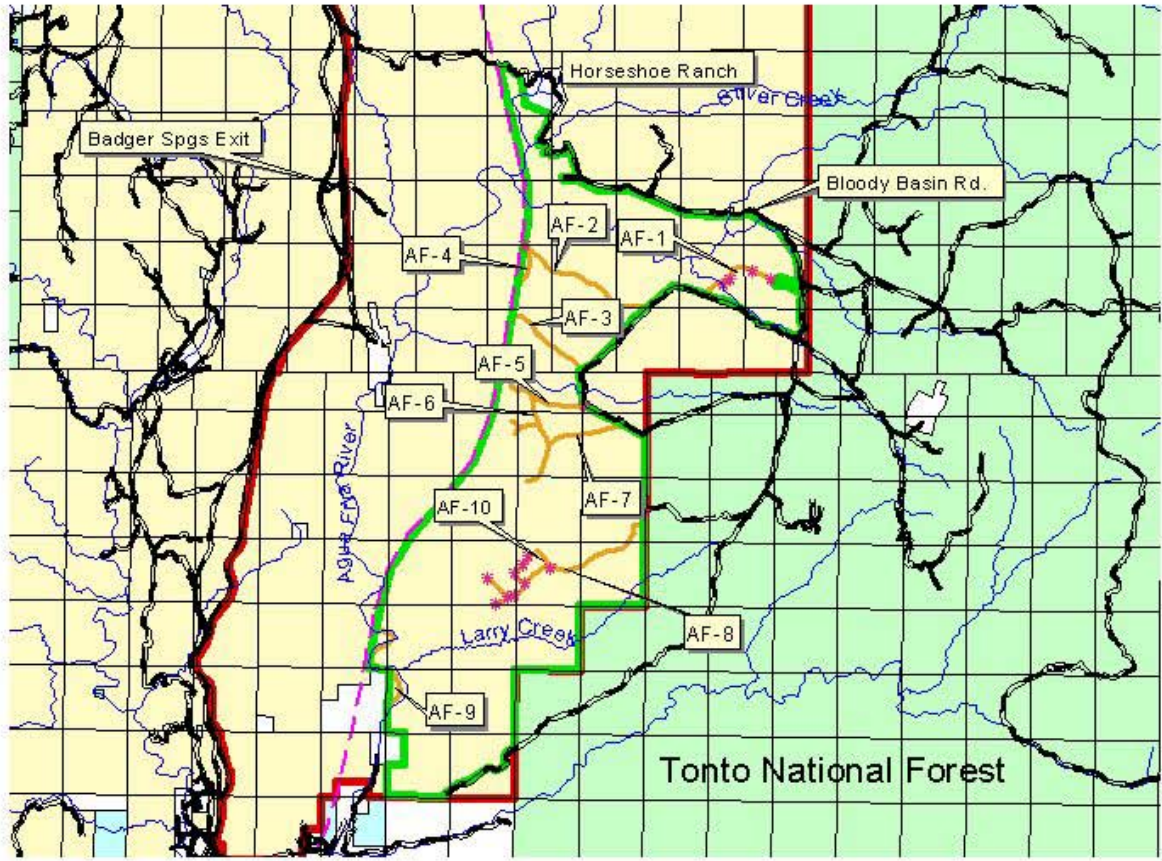 Horseshoe Ranch
Silver Creek
Badger Spgs Exit
Bloody Basin Rd.
AF-2
AF-1
AF-4
AF-3
AF-5
AF-6
Agua Fria River
AF-7
AF-10
Larry Creek
AF-8
AF-9
Tonto National Forest